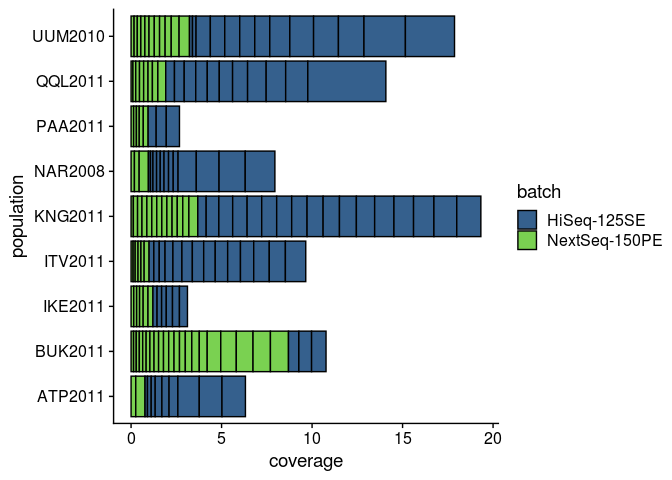 UUM2010
QQL2011
PAA2011
NAR2008
KNG2011
ITV2011
IKE2011
BUK2011
ATP2011
population
0 5 10 15 20
coverage
batch
HiSeq-125SE
NextSeq-150PE